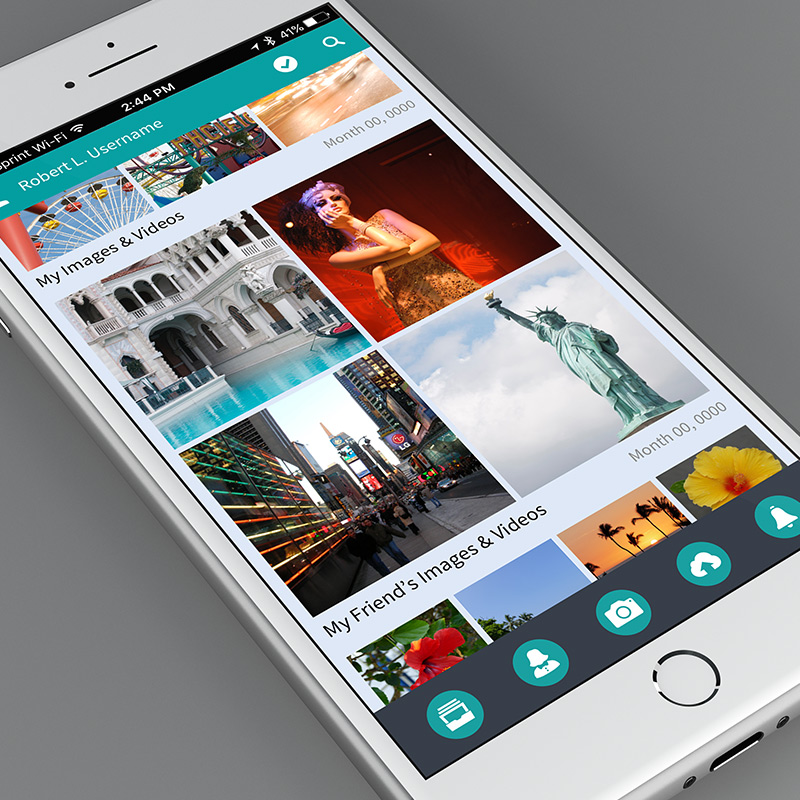 Wi-Fi
2:44 PM
41%
Robert L. Username
Month 00, 0000
My Images & Videos
LG
Month 00, 0000
My Friend's Images & Videos